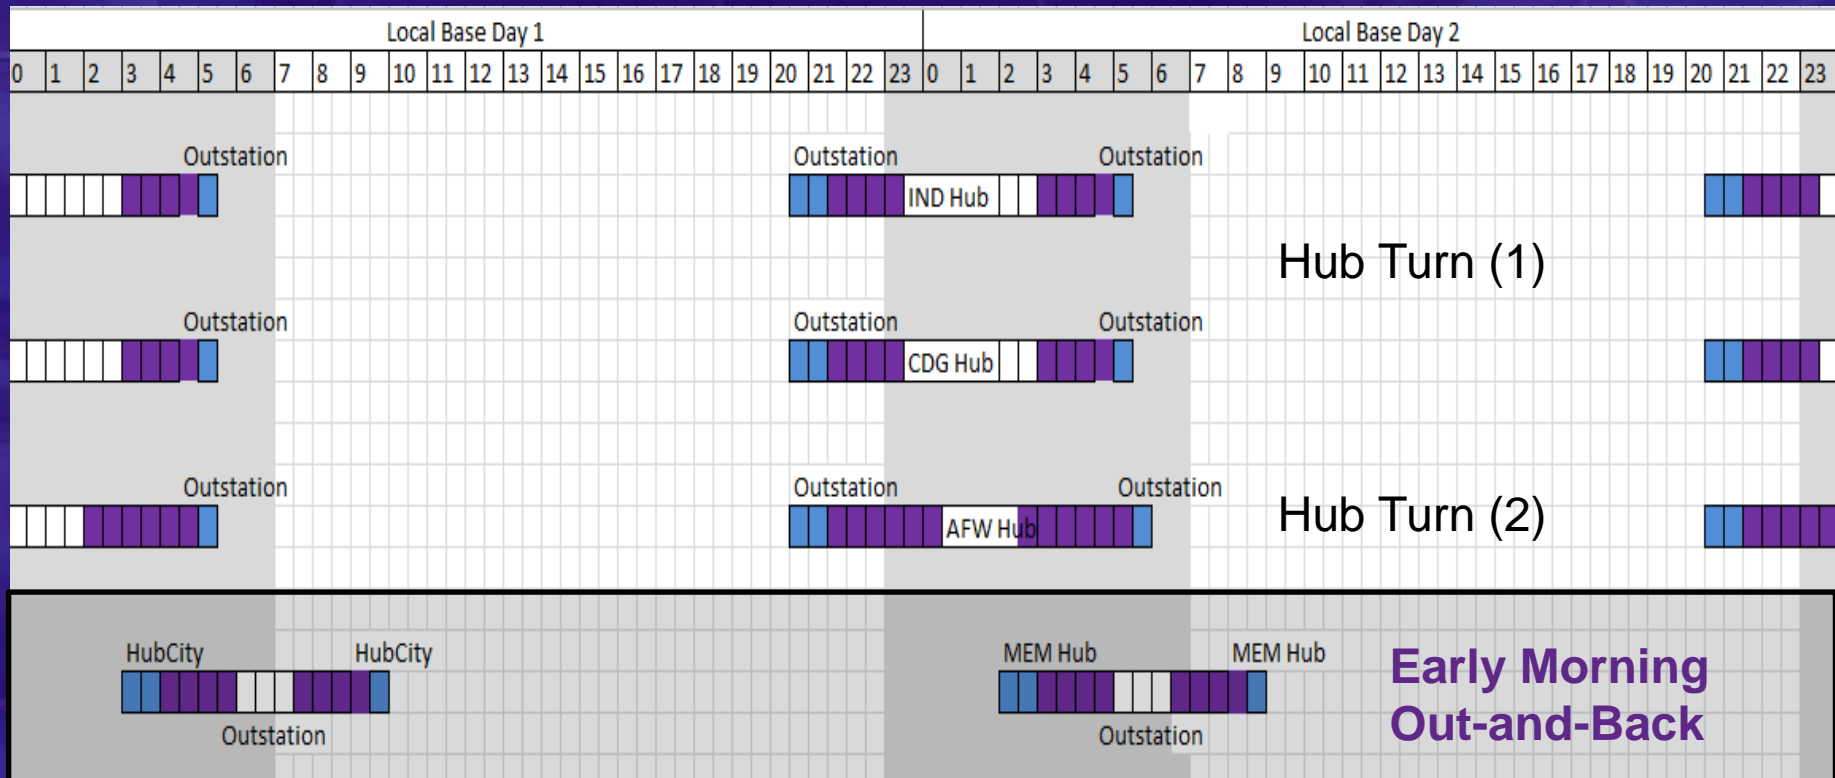 Local Base Day 1 Local Base Day 2
0 1 2 3 4 5 6 7 8 9 10 11 12 13 14 15 16 17 18 19 20 21 22 23 0 1 2 3 4 5 6 7 8 9 10 11 12 13 14 15 16 17 18 19 20 21 22 23
Outstation Outstation Outstation
IND Hub
Hub Turn (1)
Outstation Outstation Outstation
CDG Hub
Outstation Outstation Outstation
AFW Hub
Hub Turn (2)
HubCity HubCity MEM Hub MEM Hub
Early Morning
Out-and-Back
Outstation Outstation